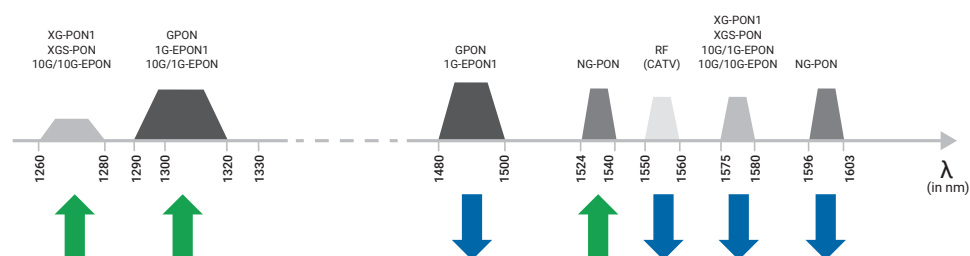 XG-PON1
XGS-PON
10G/10G-EPON
GPON
1G-EPON1
10G/1G-EPON
GPON
1G-EPON1
NG-PON
RF
(CATV)
XG-PON1
XGS-PON
10G/1G-EPON
10G/10G-EPON
NG-PON
1260
1280
1290
1300
1320
1330
1480
1500
1524
1540
1550
1560
1575
1580
1596
1603
λ
(in nm)